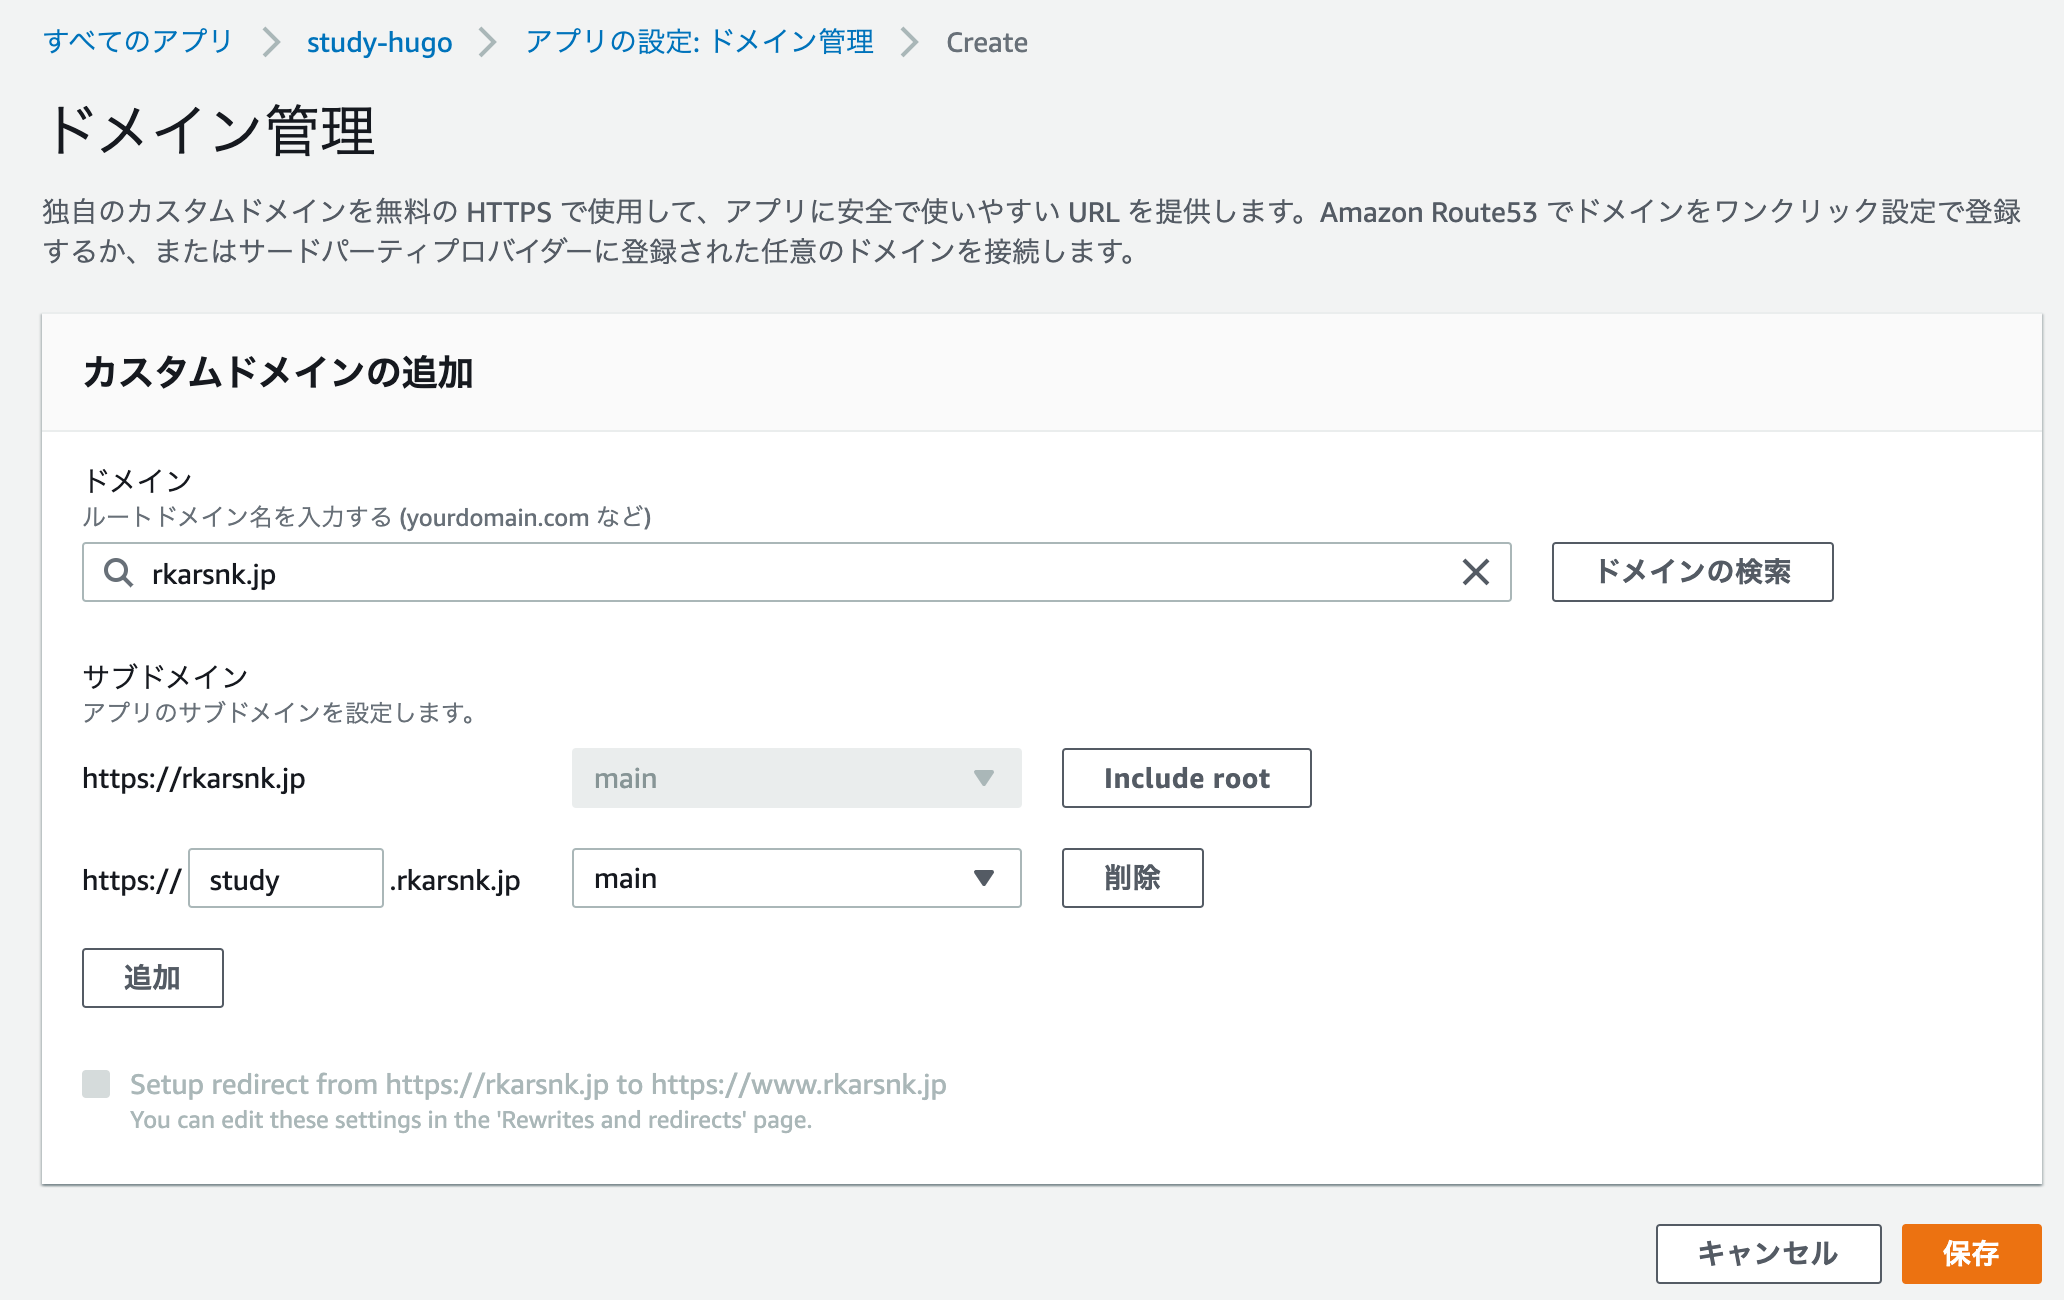 すべてのアプリ study-hugo アプリの設定: ドメイン管理 Create
ドメイン管理
独自のカスタムドメインを無料の HTTPS で使用して、アプリに安全で使いやすい URL を提供します。Amazon Route53 でドメインをワンクリック設定で登録
するか、またはサードパーティプロバイダーに登録された任意のドメインを接続します。
カスタムドメインの追加
ドメイン
ルートドメイン名を入力する (yourdomain.com など)
rkarsnk.jp ドメインの検索
サブドメイン
アプリのサブドメインを設定します。
https://rkarsnk.jp main Include root
https:// study .rkarsnk.jp main 削除
追加
Setup redirect from https://rkarsnk.jp to https://www.rkarsnk.jp
You can edit these settings in the 'Rewrites and redirects' page.
キャンセル 保存